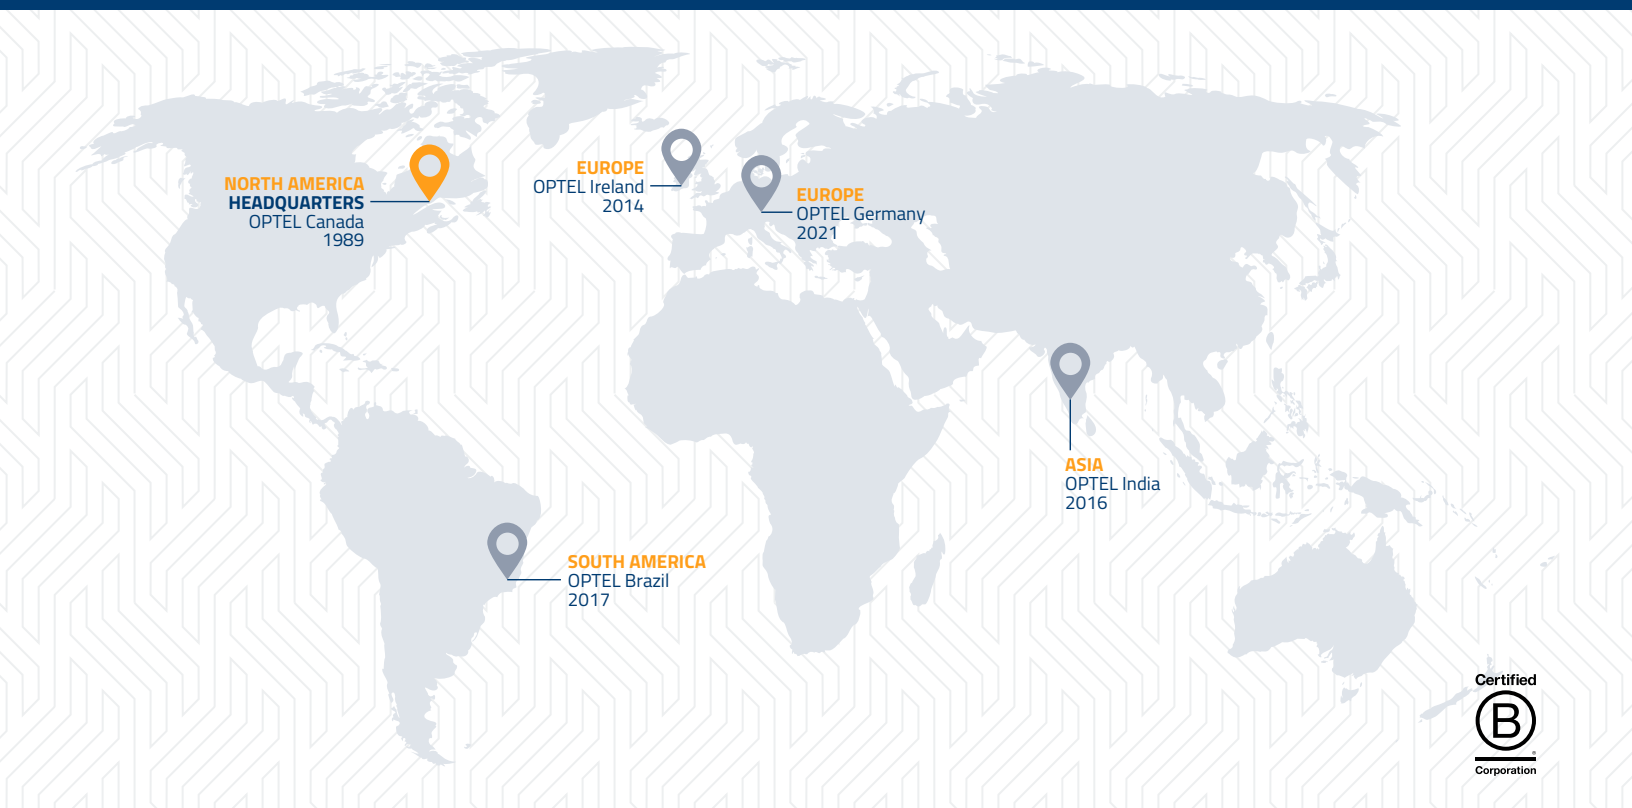 NORTH AMERICA
HEADQUARTERS
OPTEL Canada
1989
EUROPE
OPTEL Ireland
2014
EUROPE
OPTEL Germany
2021
ASIA
OPTEL India
2016
SOUTH AMERICA
OPTEL Brazil
2017
Certified
B
®
Corporation